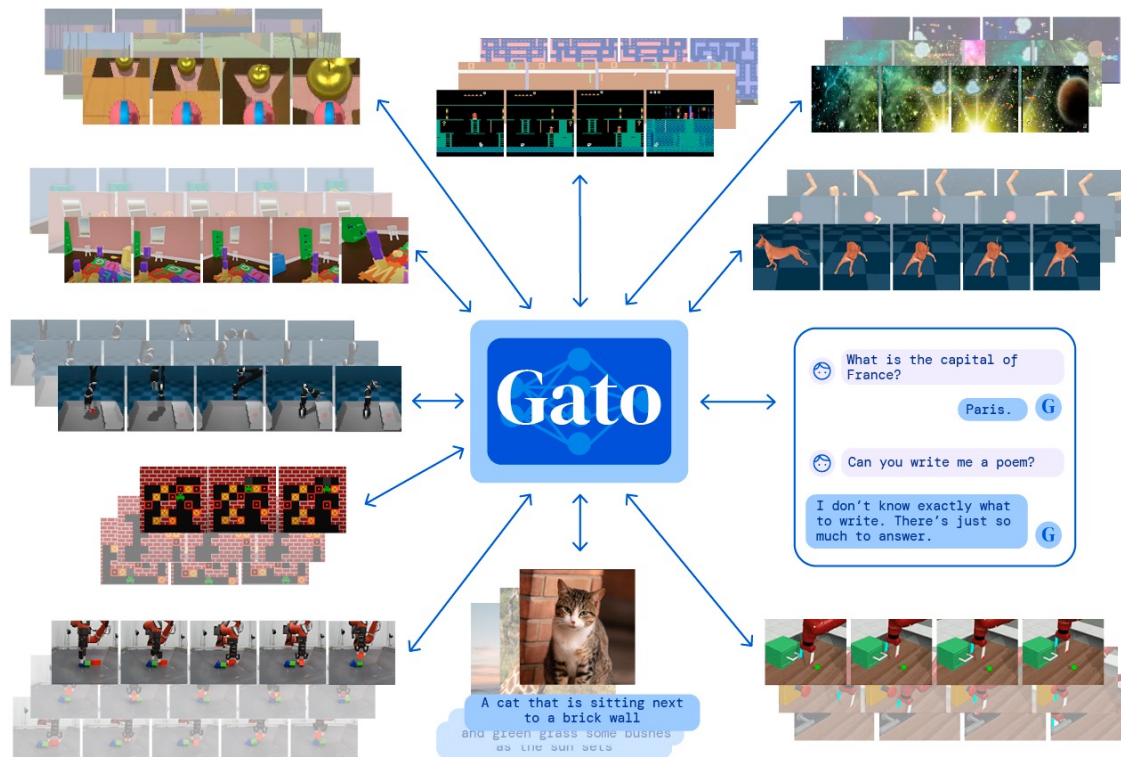 Gato
What is the capital of
France?
Paris.
G
Can you write me a poem?
I don't know exactly what
to write. There's just so
much to answer.
G
A cat that is sitting next
to a brick wall
and green grass some bushes
as the sun sets